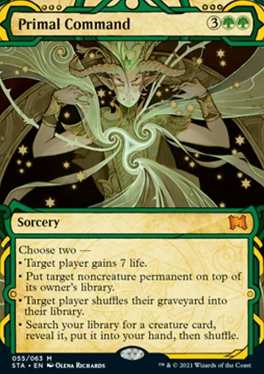 Primal Command 3
Sorcery
Choose two —
• Target player gains 7 life.
• Put target noncreature permanent on top of
its owner's library.
• Target player shuffles their graveyard into
their library.
• Search your library for a creature card,
reveal it, put it into your hand, then shuffle.
055/063 M
STA • EN OLENA RICHARDS
™ & © 2021 Wizards of the Coast